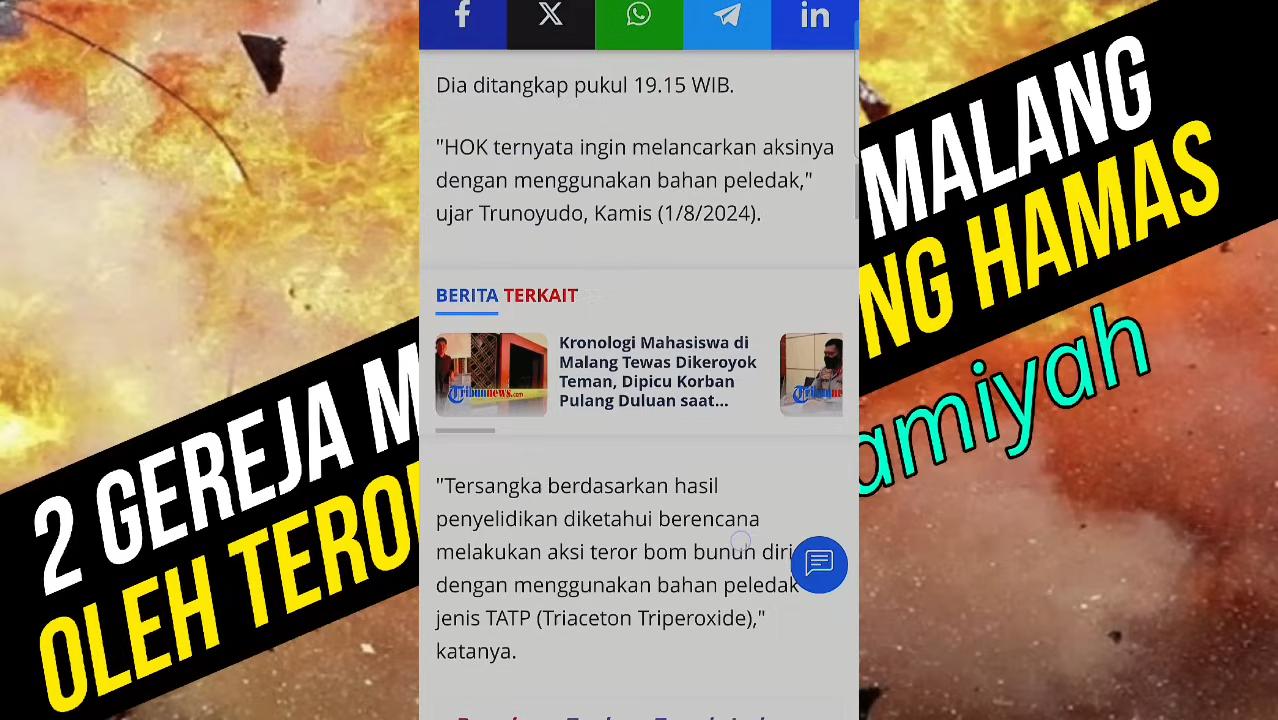 Dia ditangkap pukul 19.15 WIB.
"HOK ternyata ingin melancarkan aksinya
dengan menggunakan bahan peledak,"
ujar Trunoyudo, Kamis (1/8/2024).
BERITA TERKAIT
Kronologi Mahasiswa di
Malang Tewas Dikeroyok
Teman, Dipicu Korban
Pulang Duluan saat...
Tribunnews.com
"Tersangka berdasarkan hasil
penyelidikan diketahui berencana
melakukan aksi teror bom bunuh diri
dengan menggunakan bahan peledak
jenis TATP (Triaceton Triperoxide),"
katanya.
2 GEREJA M
OLEH TERO
MALANG
NG HAMAS
amiyah